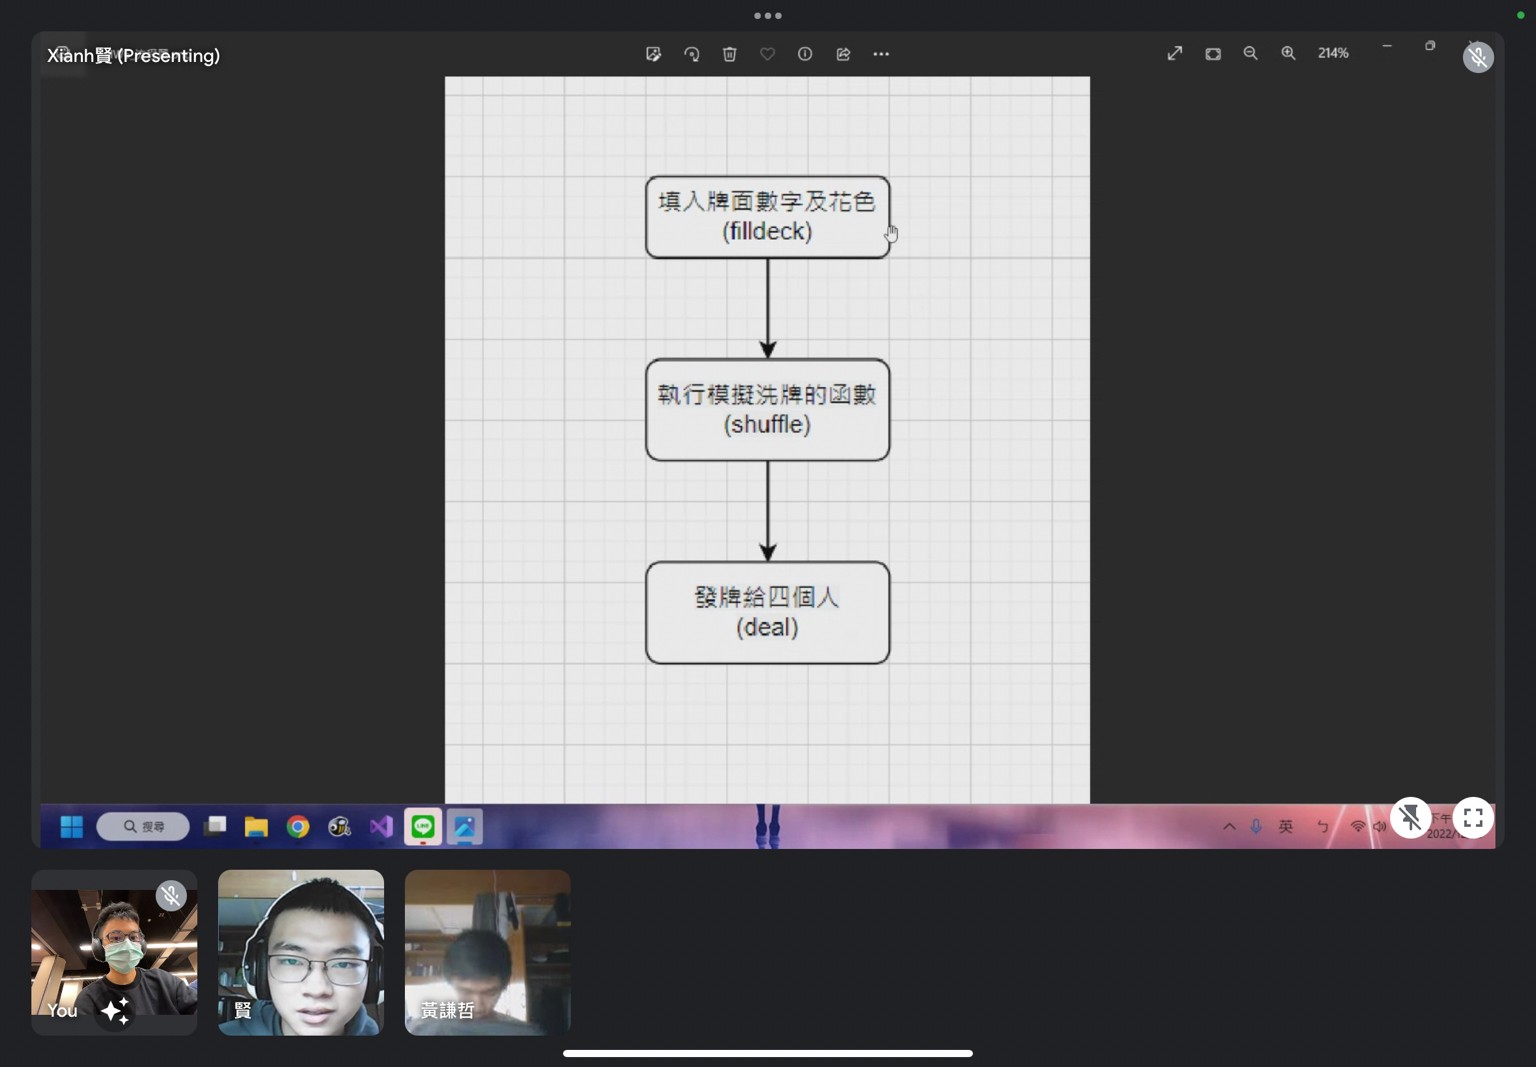 Xianh賢 (Presenting)
214%
填入牌面數字及花色
(filldeck)
執行模擬洗牌的函數
(shuffle)
發牌給四個人
(deal)
搜尋
英
ㄅ
下午
2022/
You
賢
黃謙哲